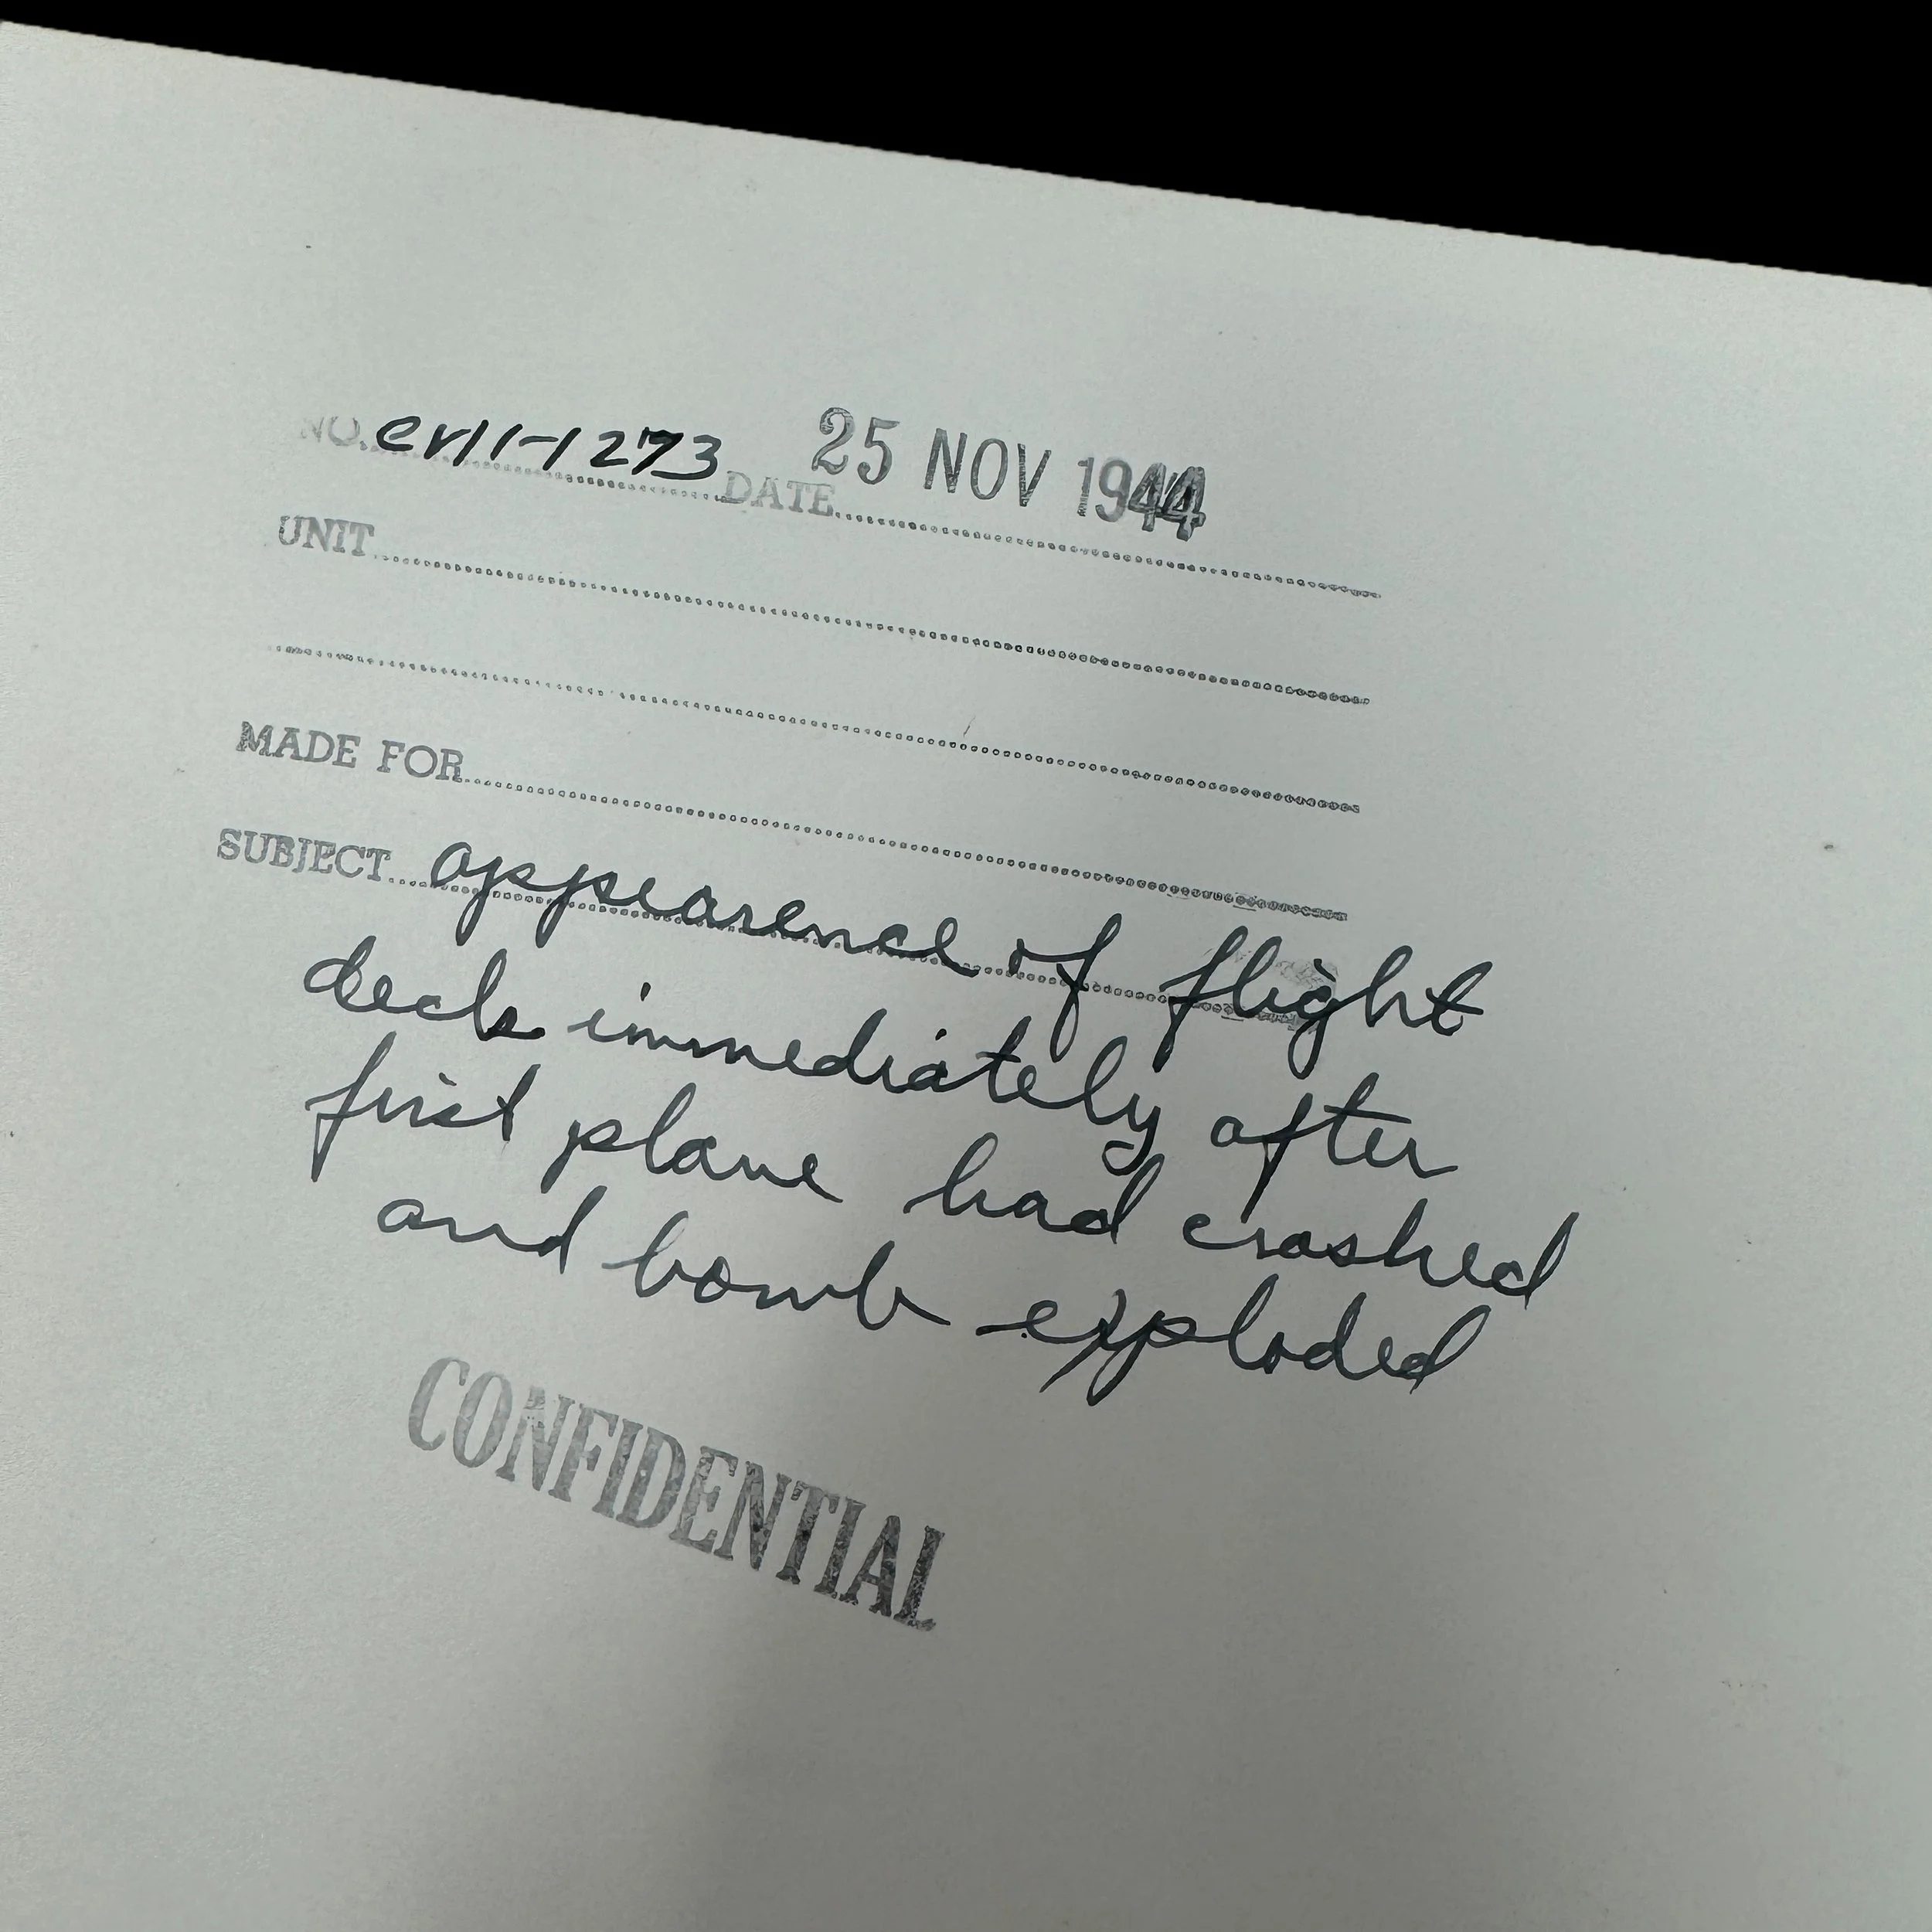 NO. CV11-1273 DATE 25 NOV 1944
UNIT
MADE FOR
SUBJECT appearence of flight
deck immediately after
first plane had crashed
and bomb exploded
CONFIDENTIAL